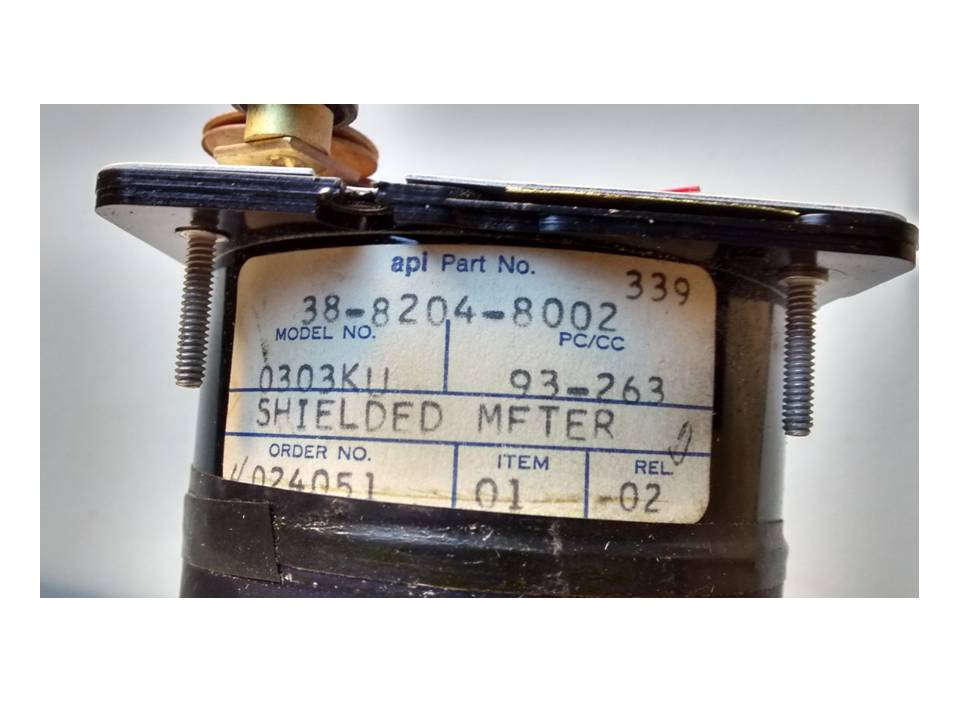 api Part No.
339
38-8204-8002
MODEL NO.
PC/CC
0303KU
93-263
SHIELDED METER
ORDER NO.
ITEM
REL.
024051
01
-02